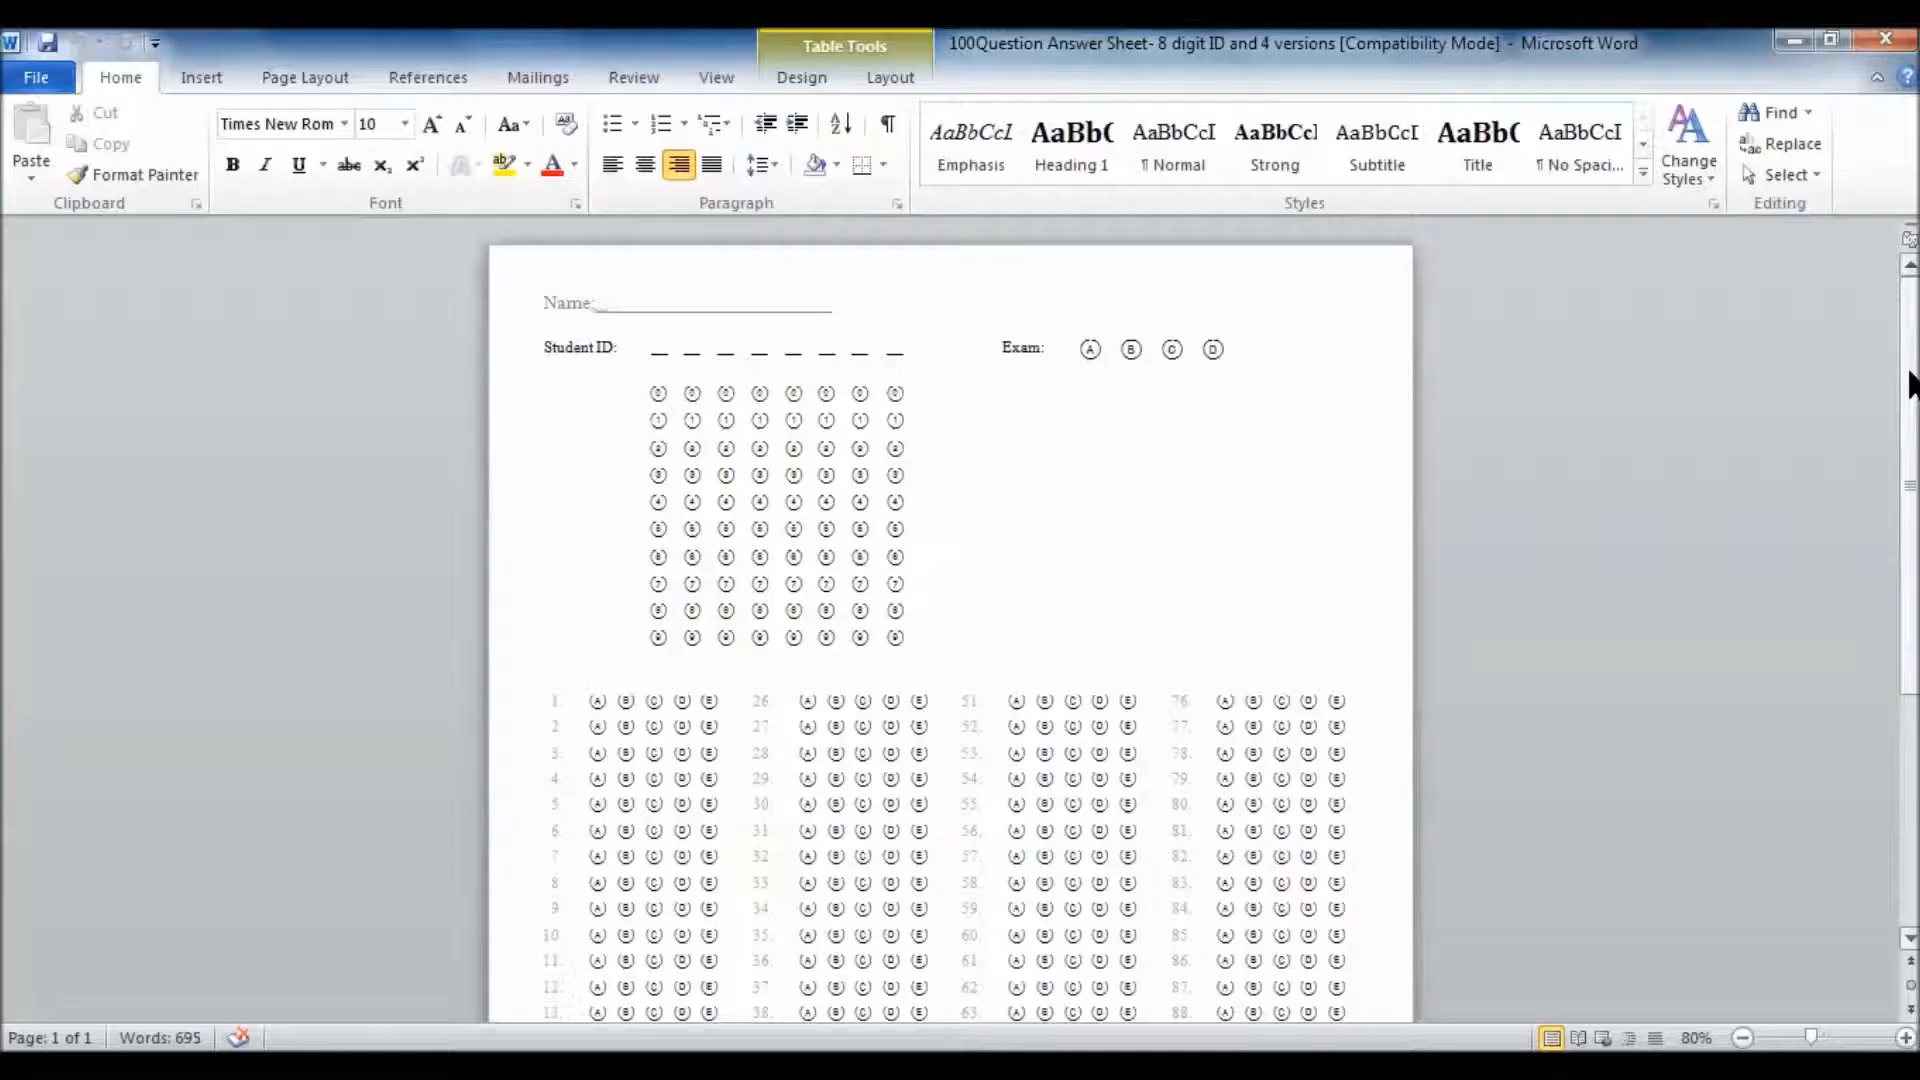 W
Table Tools
100Question Answer Sheet- 8 digit ID and 4 versions [Compatibility Mode] - Microsoft Word
File Home Insert Page Layout References Mailings Review View Design Layout
Paste
Cut
Copy
Format Painter
Clipboard
Times New Rom 10
Aa
B I U abc X₂ X² A ab A
Font
Paragraph
AaBbCcI AaBb( AaBbCcI AaBbCcI AaBbCcI AaBb( AaBbCcI
Emphasis Heading 1 ¶ Normal Strong Subtitle Title ¶ No Spaci...
Change Styles
Styles
Find
Replace
Select
Editing
Name:
Student ID: Exam: A B C D
0 0 0 0 0 0 0 0
1 1 1 1 1 1 1 1
2 2 2 2 2 2 2 2
3 3 3 3 3 3 3 3
4 4 4 4 4 4 4 4
5 5 5 5 5 5 5 5
6 6 6 6 6 6 6 6
7 7 7 7 7 7 7 7
8 8 8 8 8 8 8 8
9 9 9 9 9 9 9 9
1. A B C D E 26 A B C D E 51 A B C D E 76 A B C D E
2 A B C D E 27 A B C D E 52. A B C D E 77. A B C D E
3. A B C D E 28 A B C D E 53. A B C D E 78. A B C D E
4. A B C D E 29. A B C D E 54. A B C D E 79. A B C D E
5. A B C D E 30 A B C D E 55 A B C D E 80. A B C D E
6. A B C D E 31 A B C D E 56. A B C D E 81. A B C D E
7 A B C D E 32 A B C D E 57. A B C D E 82. A B C D E
8 A B C D E 33 A B C D E 58. A B C D E 83. A B C D E
9 A B C D E 34. A B C D E 59. A B C D E 84. A B C D E
10 A B C D E 35. A B C D E 60. A B C D E 85. A B C D E
11. A B C D E 36. A B C D E 61 A B C D E 86. A B C D E
12. A B C D E 37 A B C D E 62 A B C D E 87. A B C D E
13. A B C D E 38. A B C D E 63 A B C D E 88. A B C D E
Page: 1 of 1 Words: 695 80%